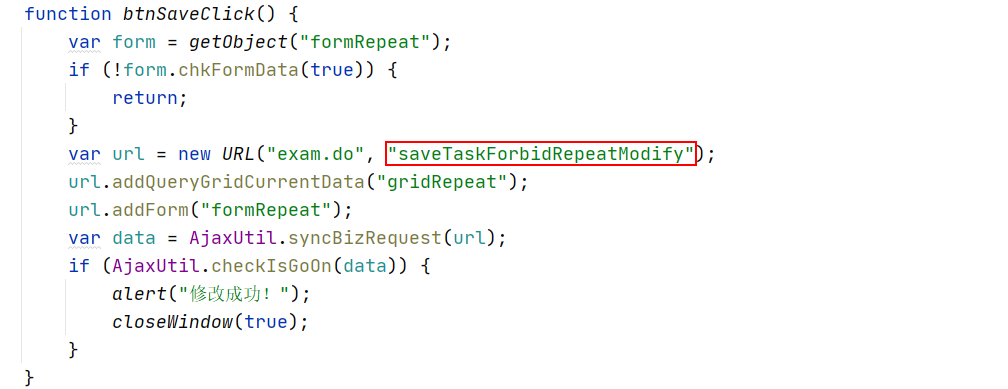 function btnSaveClick() {
    var form = getObject("formRepeat");
    if (!form.chkFormData(true)) {
        return;
    }
    var url = new URL("exam.do", "saveTaskForbidRepeatModify");
    url.addQueryGridCurrentData("gridRepeat");
    url.addForm("formRepeat");
    var data = AjaxUtil.syncBizRequest(url);
    if (AjaxUtil.checkIsGoOn(data)) {
        alert("修改成功！");
        closeWindow(true);
    }
}